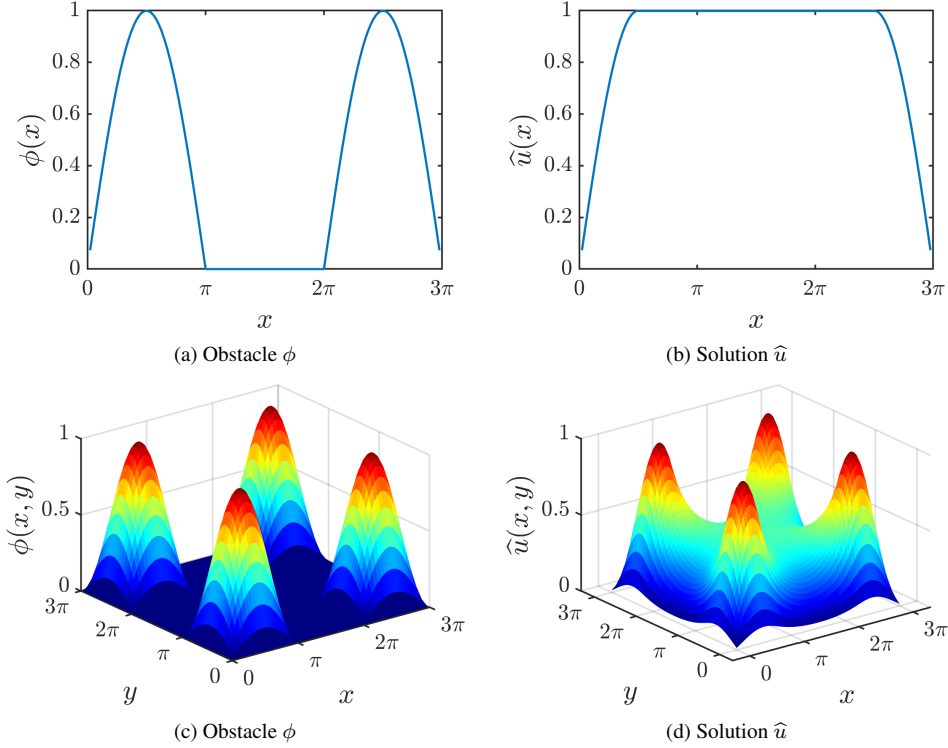 1
0.8
0.6
0.4
0.2
0
ϕ(x)
0
π
2π
3π
x
(a) Obstacle ϕ
1
0.8
0.6
0.4
0.2
0
û(x)
0
π
2π
3π
x
(b) Solution û
1
0.5
0
ϕ(x, y)
3π
2π
π
0
y
0
π
2π
3π
x
(c) Obstacle ϕ
1
0.5
0
û(x, y)
3π
2π
π
0
y
0
π
2π
3π
x
(d) Solution û